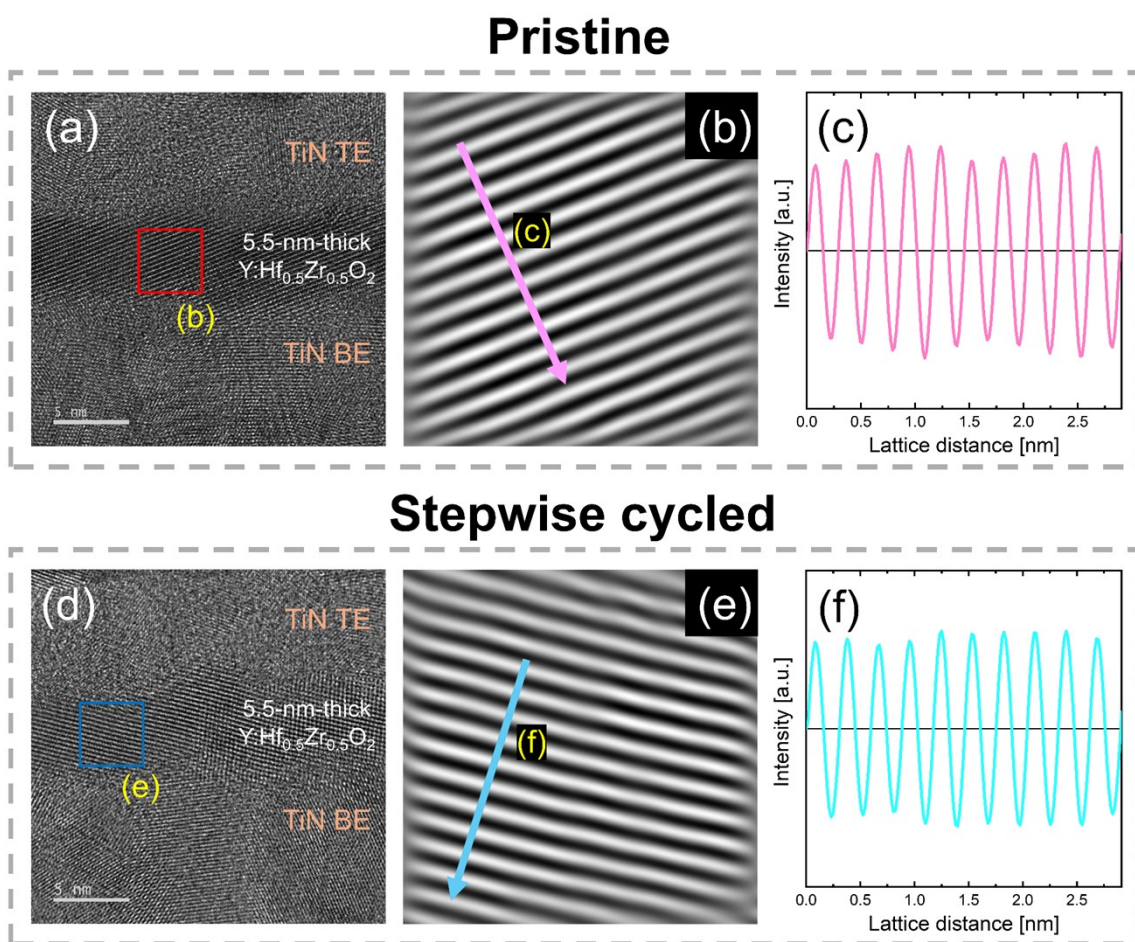 Pristine
(a)
TiN TE
5.5-nm-thick
Y:Hf0.5Zr0.5O2
(b)
TiN BE
5 nm
(b)
(c)
(c)
Intensity [a.u.]
0.0 0.5 1.0 1.5 2.0 2.5
Lattice distance [nm]
Stepwise cycled
(d)
TiN TE
5.5-nm-thick
Y:Hf0.5Zr0.5O2
(e)
TiN BE
5 nm
(e)
(f)
(f)
Intensity [a.u.]
0.0 0.5 1.0 1.5 2.0 2.5
Lattice distance [nm]